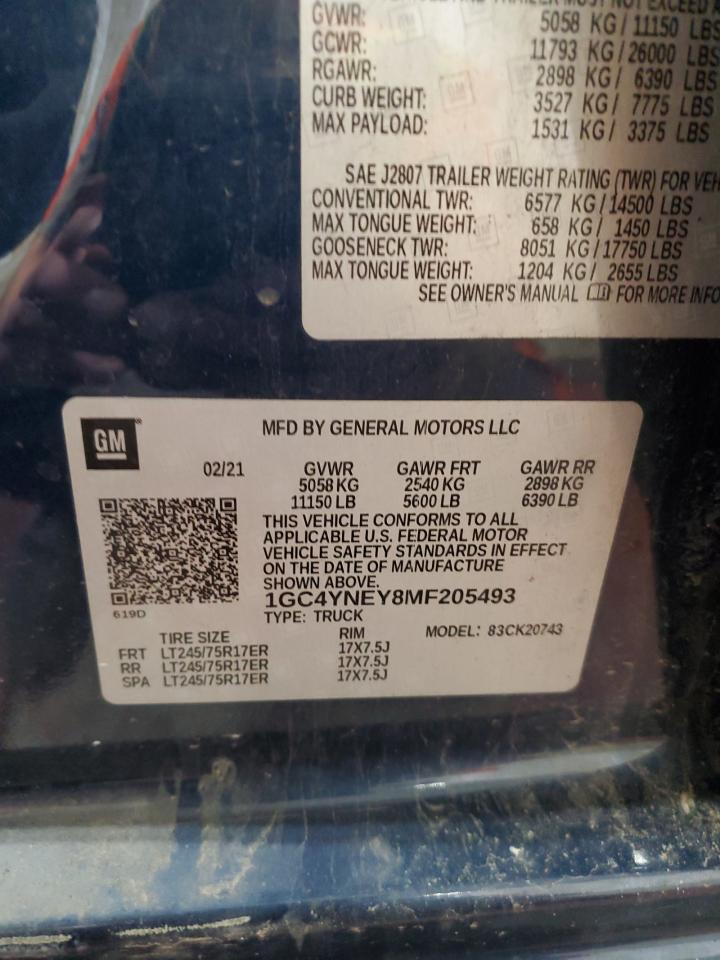 GVWR: 5058 KG / 11150 LBS
GCWR: 11793 KG / 26000 LBS
RGAWR: 2898 KG / 6390 LBS
CURB WEIGHT: 3527 KG / 7775 LBS
MAX PAYLOAD: 1531 KG / 3375 LBS
SAE J2807 TRAILER WEIGHT RATING (TWR) FOR VEH
CONVENTIONAL TWR: 6577 KG / 14500 LBS
MAX TONGUE WEIGHT: 658 KG / 1450 LBS
GOOSENECK TWR: 8051 KG / 17750 LBS
MAX TONGUE WEIGHT: 1204 KG / 2655 LBS
SEE OWNER'S MANUAL FOR MORE INFO
GM
MFD BY GENERAL MOTORS LLC
02/21 GVWR GAWR FRT GAWR RR
5058 KG 2540 KG 2898 KG
11150 LB 5600 LB 6390 LB
THIS VEHICLE CONFORMS TO ALL
APPLICABLE U.S. FEDERAL MOTOR
VEHICLE SAFETY STANDARDS IN EFFECT
ON THE DATE OF MANUFACTURE
SHOWN ABOVE.
1GC4YNEY8MF205493
619D
TYPE: TRUCK
TIRE SIZE RIM MODEL: 83CK20743
FRT LT245/75R17ER 17X7.5J
RR LT245/75R17ER 17X7.5J
SPA LT245/75R17ER 17X7.5J